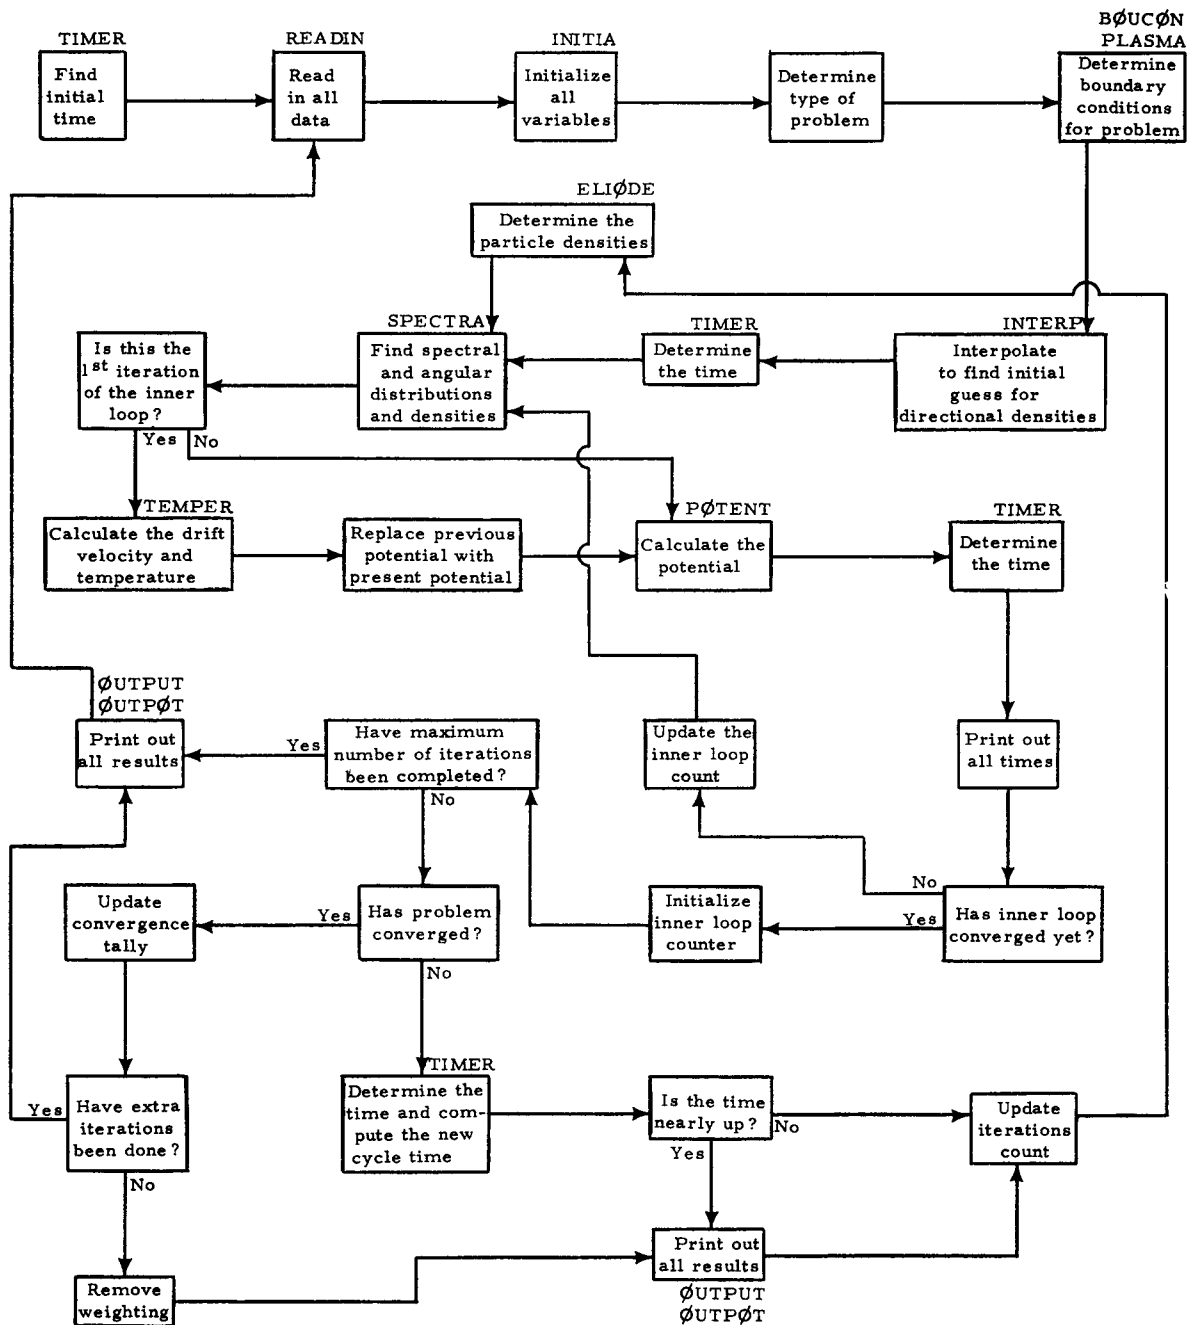 TIMER
Find
initial
time
READIN
Read
in all
data
INITIA
Initialize
all
variables
Determine
type of
problem
BØUCØN
PLASMA
Determine
boundary
conditions
for problem
ELIØDE
Determine the
particle densities
Is this the
1st iteration
of the inner
loop?
Yes
No
SPECTRA
Find spectral
and angular
distributions
and densities
TIMER
Determine
the time
INTERP
Interpolate
to find initial
guess for
directional densities
TEMPER
Calculate the drift
velocity and
temperature
Replace previous
potential with
present potential
PØTENT
Calculate the
potential
TIMER
Determine
the time
ØUTPUT
ØUTPØT
Print out
all results
Yes
Have maximum
number of iterations
been completed?
No
Update the
inner loop
count
Print out
all times
Update
convergence
tally
Yes
Has problem
converged?
No
Initialize
inner loop
counter
No
Yes
Has inner loop
converged yet?
Yes
Have extra
iterations
been done?
No
TIMER
Determine the
time and com-
pute the new
cycle time
Is the time
nearly up?
No
Yes
Update
iterations
count
Remove
weighting
Print out
all results
ØUTPUT
ØUTPØT